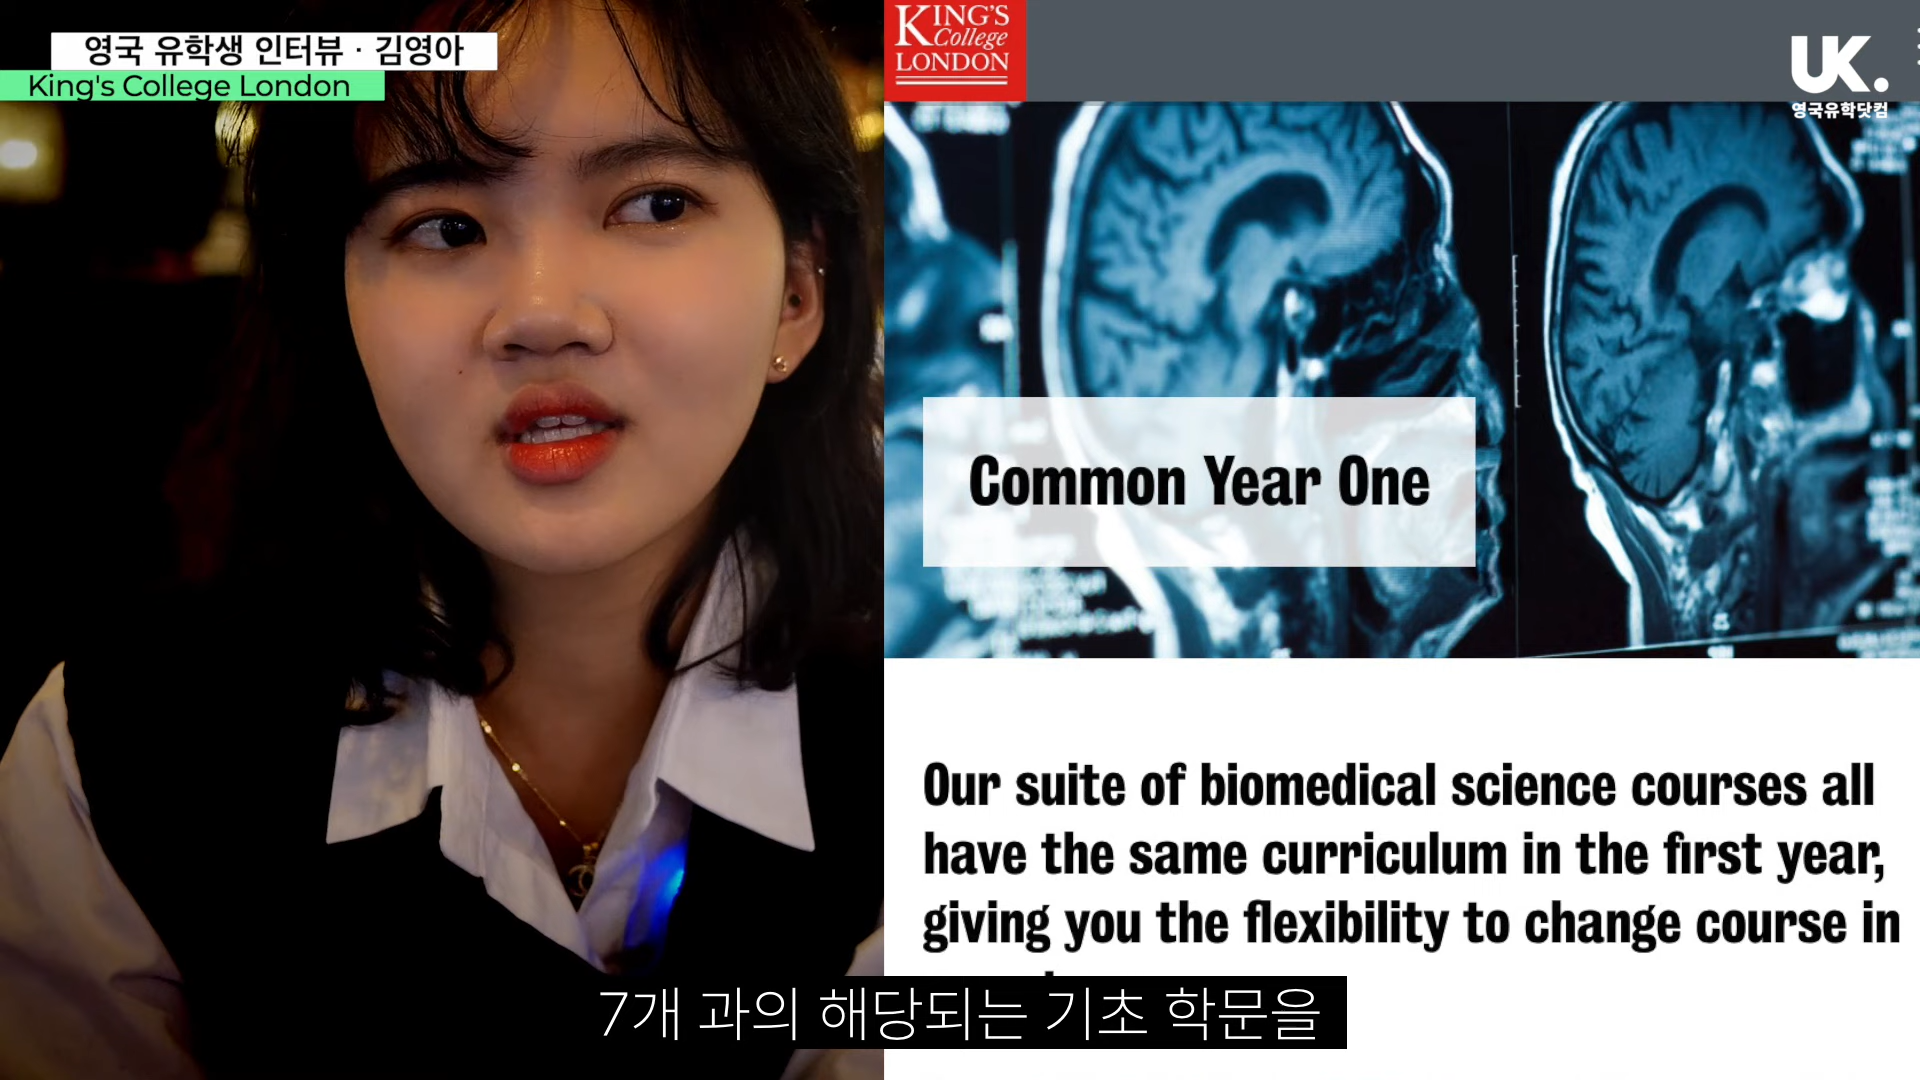 영국 유학생 인터뷰 · 김영아
King's College London
KING'S
College
LONDON
UK.
영국유학닷컴
Common Year One
Our suite of biomedical science courses all
have the same curriculum in the first year,
giving you the flexibility to change course in
7개 과의 해당되는 기초 학문을